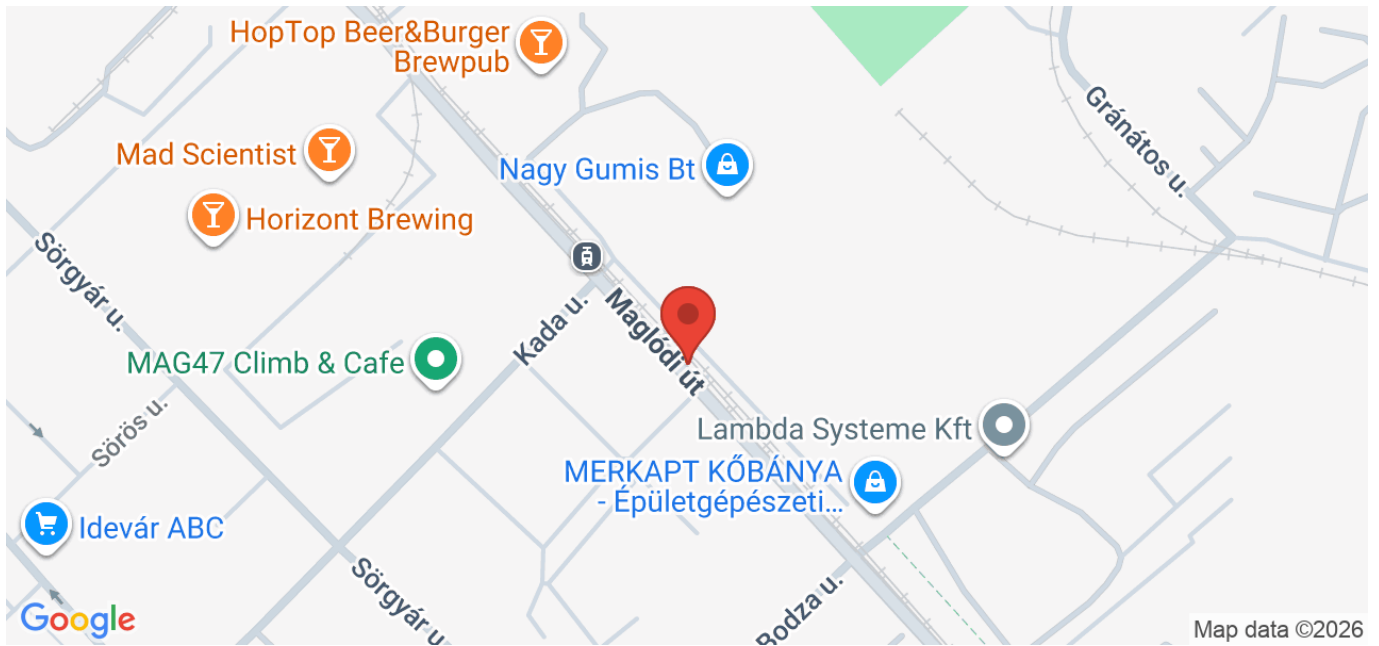 HopTop Beer&Burger
Brewpub
Gránátos u.
Mad Scientist
Nagy Gumis Bt
Horizont Brewing
Sörgyár u.
Maglódi út
Kada u.
MAG47 Climb & Cafe
Sörös u.
Lambda Systeme Kft
MERKAPT KŐBÁNYA
- Épületgépészeti...
Idevár ABC
Sörgyár u.
Bodza u.
Google
Map data ©2026